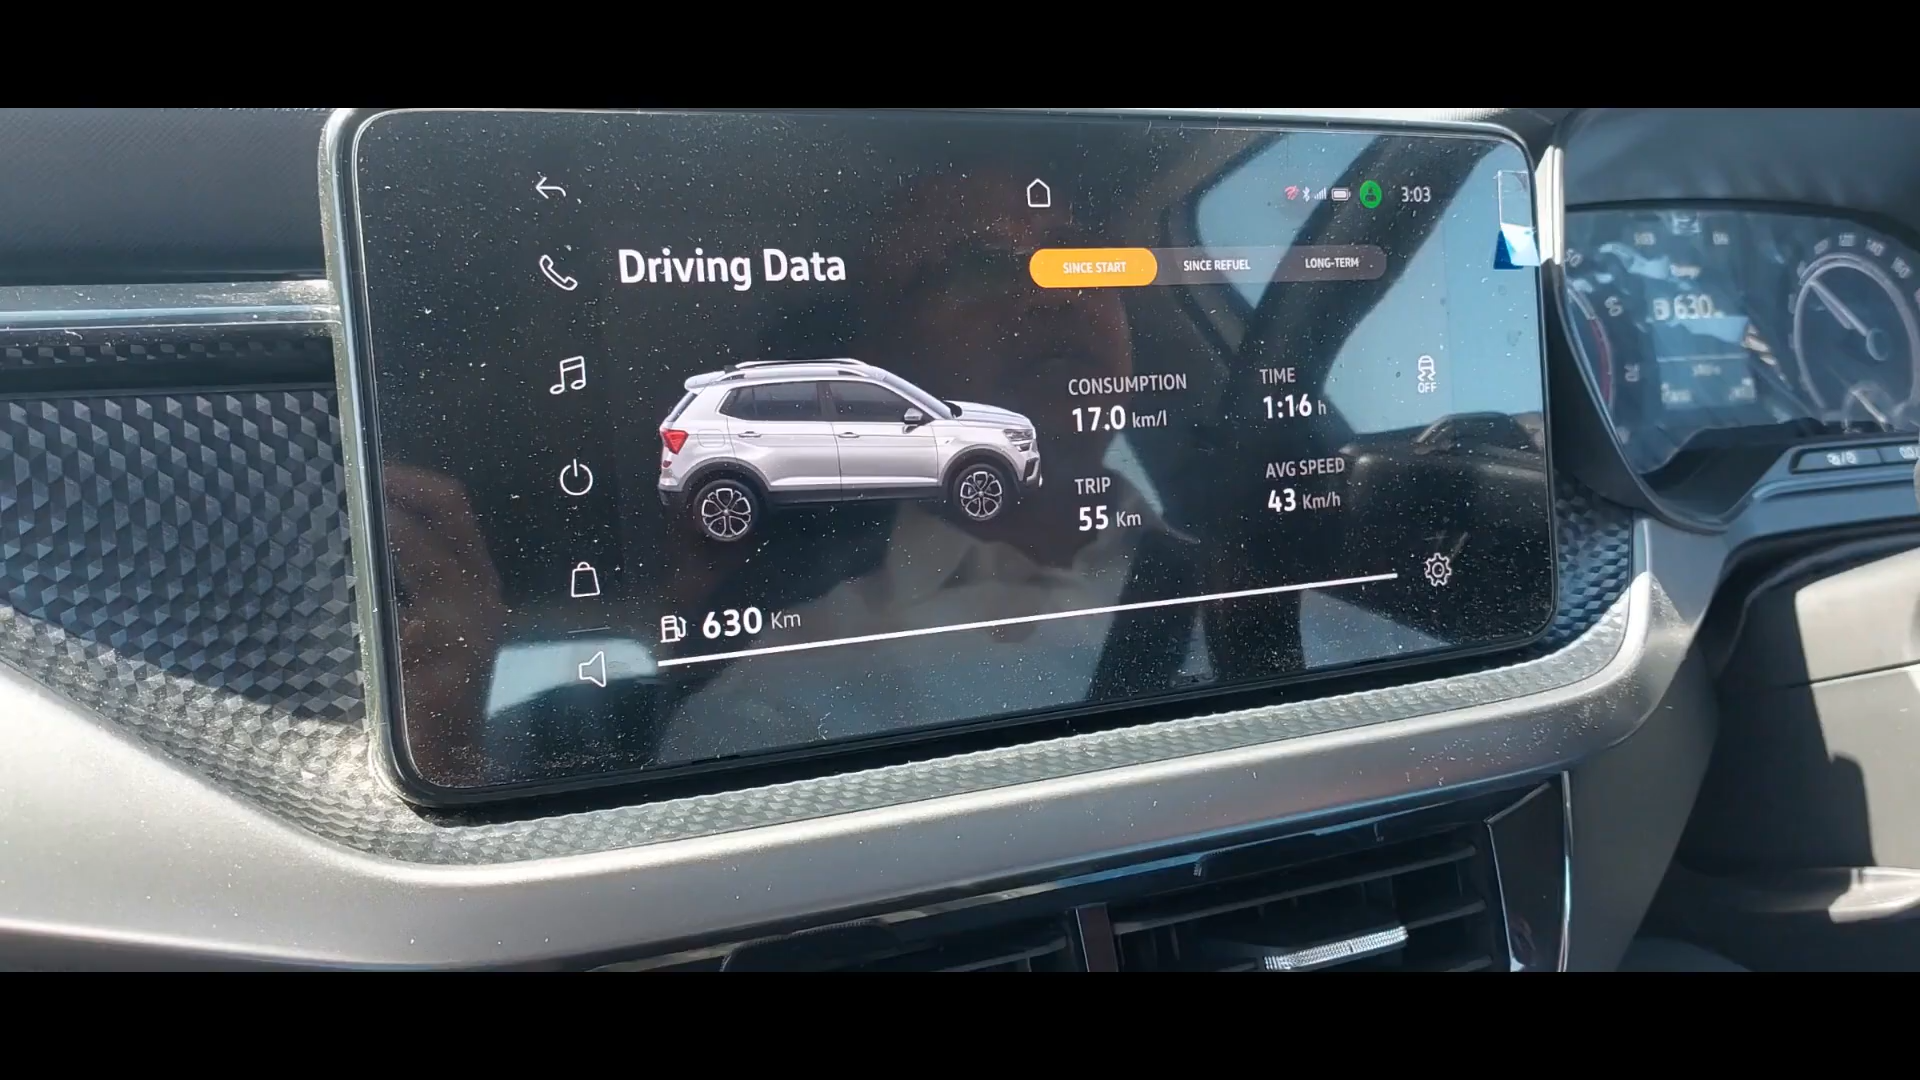 3:03
Driving Data
SINCE START SINCE REFUEL LONG-TERM
CONSUMPTION
17.0 km/l
TIME
1:16 h
OFF
TRIP
55 Km
AVG SPEED
43 Km/h
630 Km
630